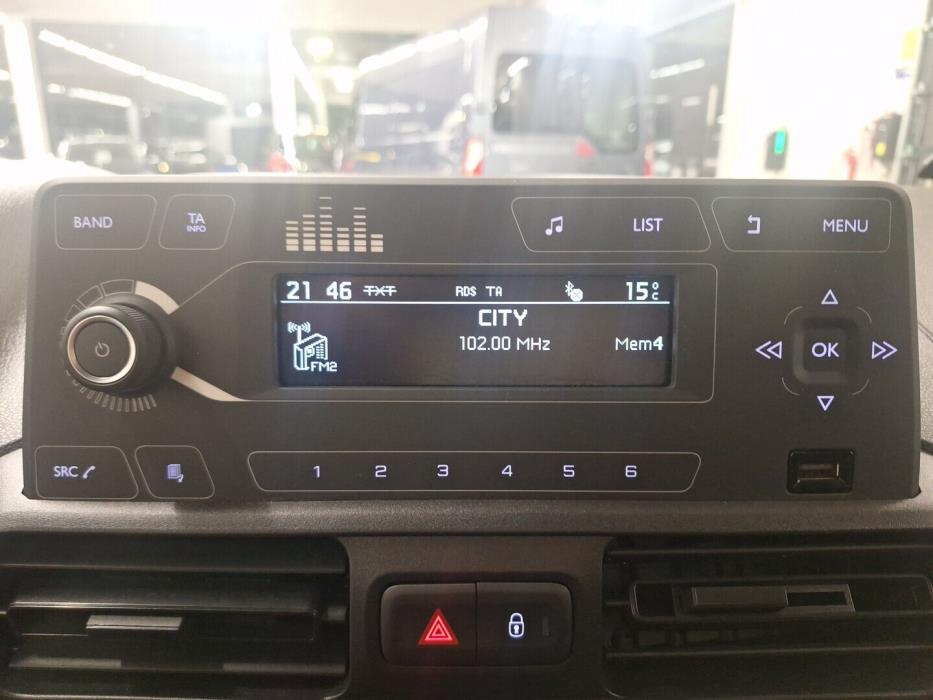 BAND
TA
INFO
LIST
MENU
21 46 TXT RDS TA 15°C
CITY
102.00 MHz Mem4
FM2
OK
SRC
1 2 3 4 5 6